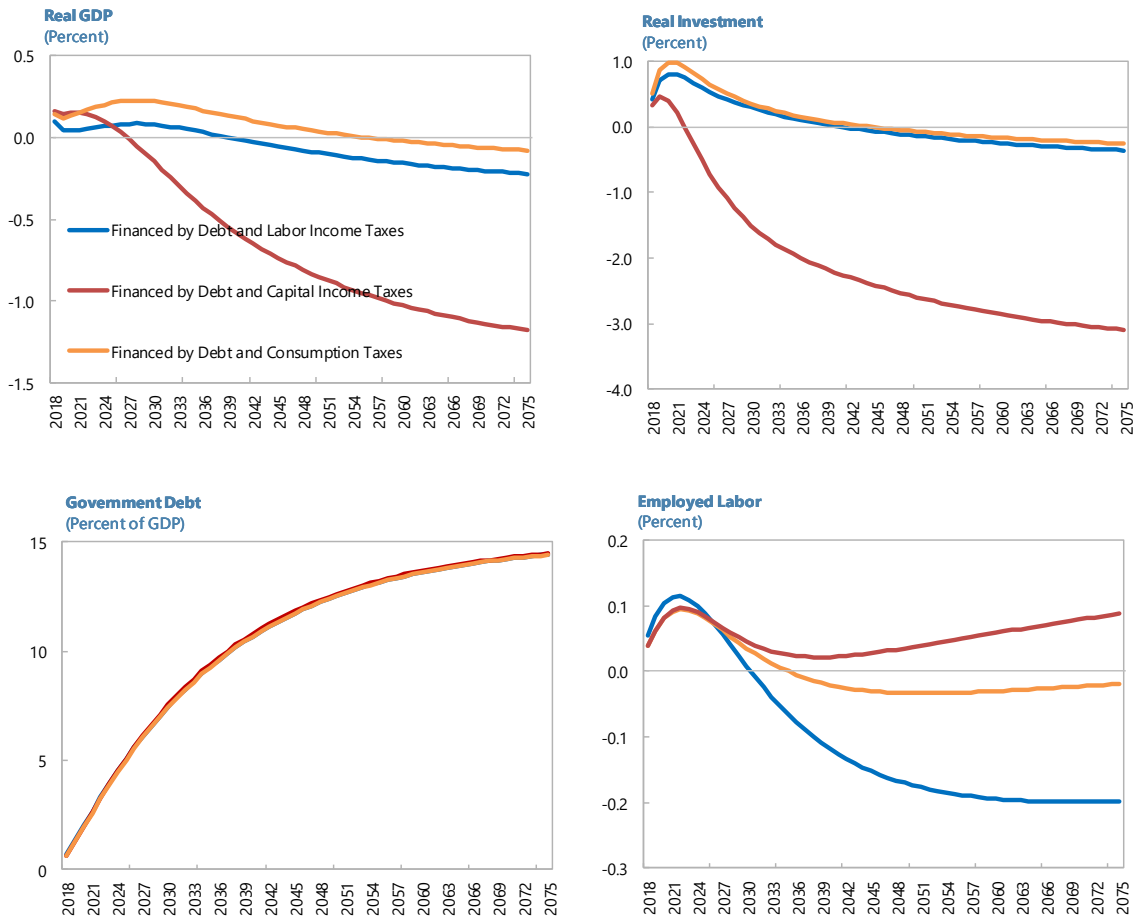 Real GDP
(Percent)
0.5
0.0
-0.5
-1.0
-1.5
Financed by Debt and Labor Income Taxes
Financed by Debt and Capital Income Taxes
Financed by Debt and Consumption Taxes
2018 2021 2024 2027 2030 2033 2036 2039 2042 2045 2048 2051 2054 2057 2060 2063 2066 2069 2072 2075
Real Investment
(Percent)
1.0
0.0
-1.0
-2.0
-3.0
-4.0
2018 2021 2024 2027 2030 2033 2036 2039 2042 2045 2048 2051 2054 2057 2060 2063 2066 2069 2072 2075
Government Debt
(Percent of GDP)
15
10
5
0
2018 2021 2024 2027 2030 2033 2036 2039 2042 2045 2048 2051 2054 2057 2060 2063 2066 2069 2072 2075
Employed Labor
(Percent)
0.2
0.1
0.0
-0.1
-0.2
-0.3
2018 2021 2024 2027 2030 2033 2036 2039 2042 2045 2048 2051 2054 2057 2060 2063 2066 2069 2072 2075